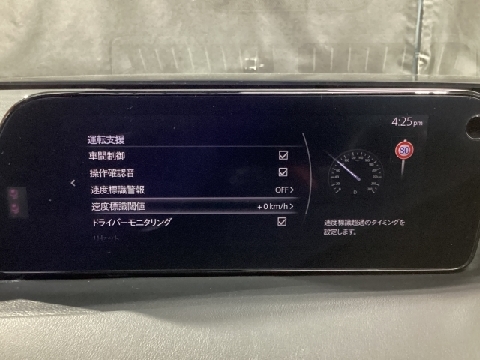 4:25pm
運転支援
車間制御
操作確認音
速度標識警報 OFF>
速度標識閾値 +0km/h>
ドライバーモニタリング
速度標識超過のタイミングを
設定します。